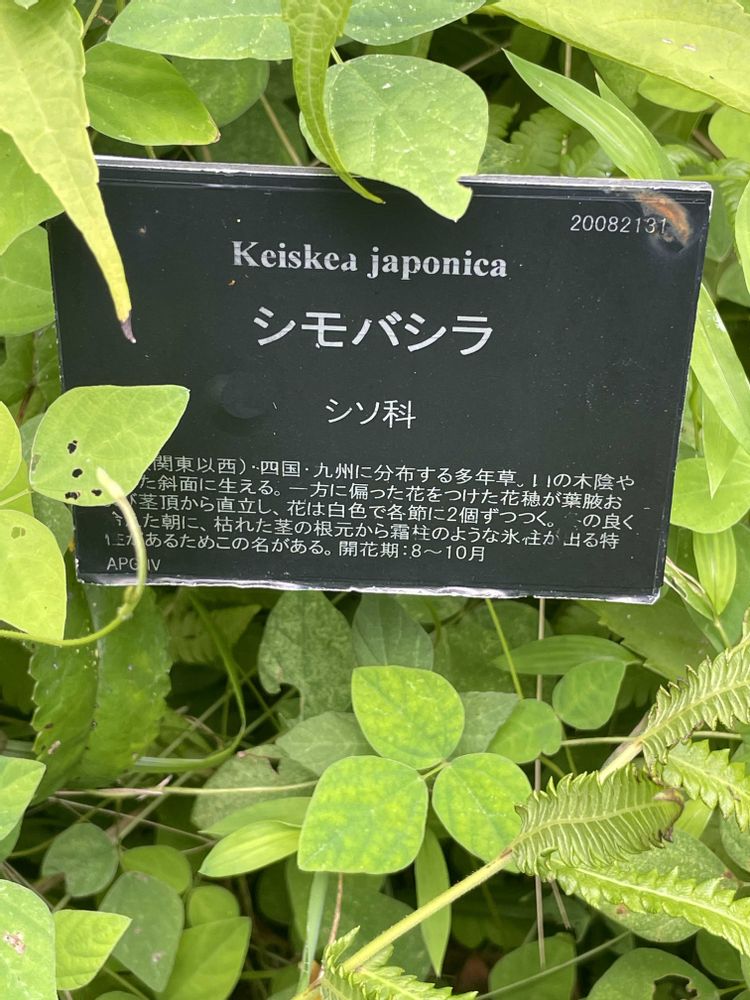 20082131
Keiskea japonica
シモバシラ
シソ科
関東以西)・四国・九州に分布する多年草。の木陰や
た斜面に生える。一方に偏った花をつけた花穂が葉腋お
び茎頂から直立し、花は白色で各節に2個ずつつく。の良く
た朝に、枯れた茎の根元から霜柱のような氷柱が出る特
があるためこの名がある。開花期:8～10月
APG IV